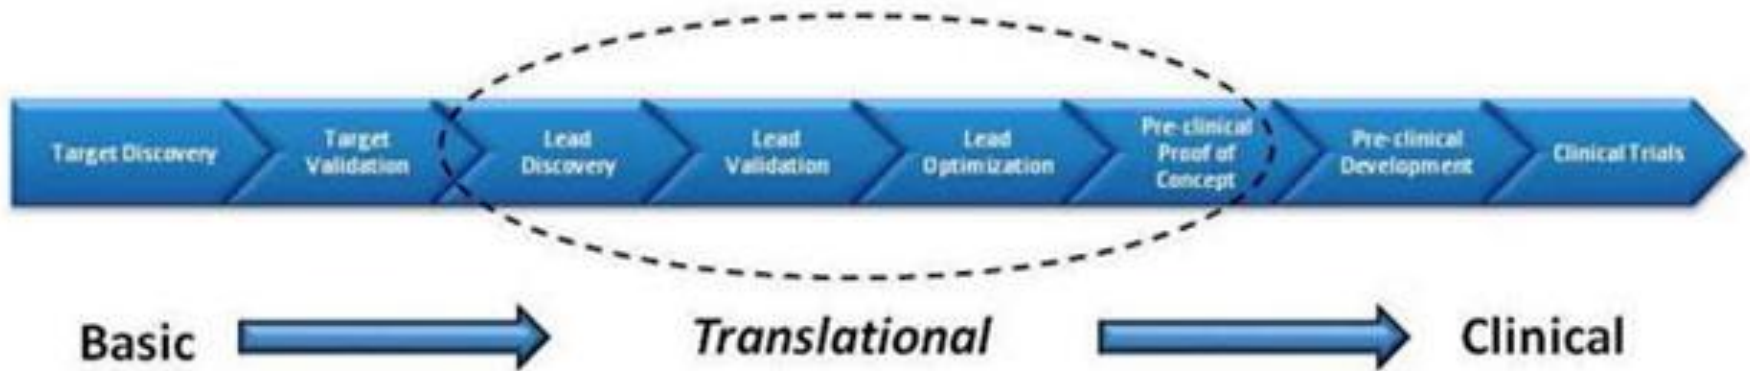 Target Discovery
Target
Validation
Lead
Discovery
Lead
Validation
Lead
Optimization
Pre-clinical
Proof of
Concept
Pre-clinical
Development
Clinical Trials
Basic
Translational
Clinical